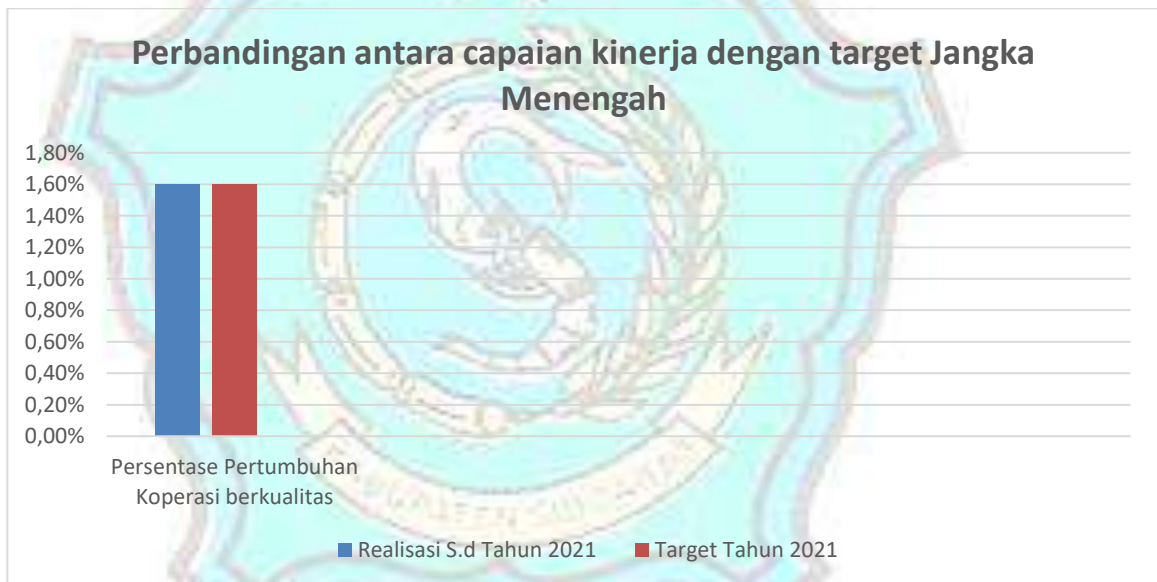 Perbandingan antara capaian kinerja dengan target Jangka
Menengah
1,80%
1,60%
1,40%
1,20%
1,00%
0,80%
0,60%
0,40%
0,20%
0,00%
Persentase Pertumbuhan
Koperasi berkualitas
Realisasi S.d Tahun 2021
Target Tahun 2021